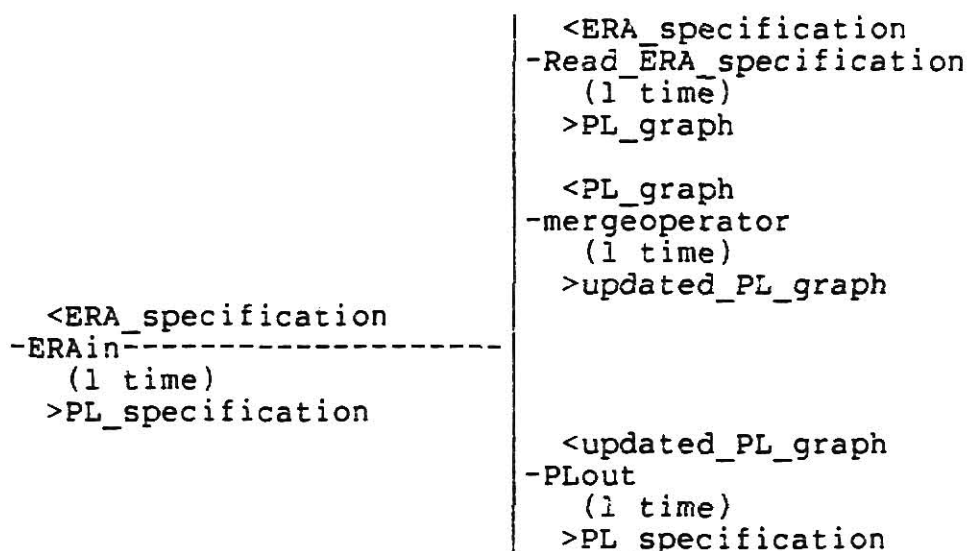 <ERA_specification
-ERAin--------------------
(1 time)
>PL_specification
<ERA_specification
-Read_ERA_specification
(1 time)
>PL_graph
<PL_graph
-mergeoperator
(1 time)
>updated_PL_graph
<updated_PL_graph
-PLout
(1 time)
>PL_specification